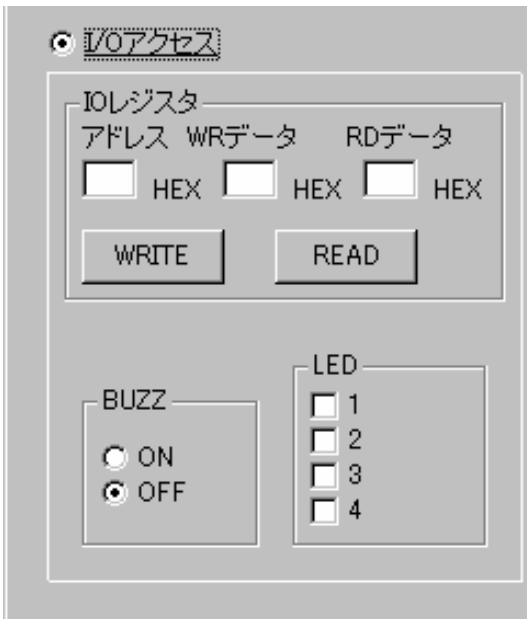 I/Oアクセス
IOレジスタ
アドレス WRデータ RDデータ
HEX HEX HEX
WRITE READ
LED
BUZZ
1
2
ON
3
OFF
4